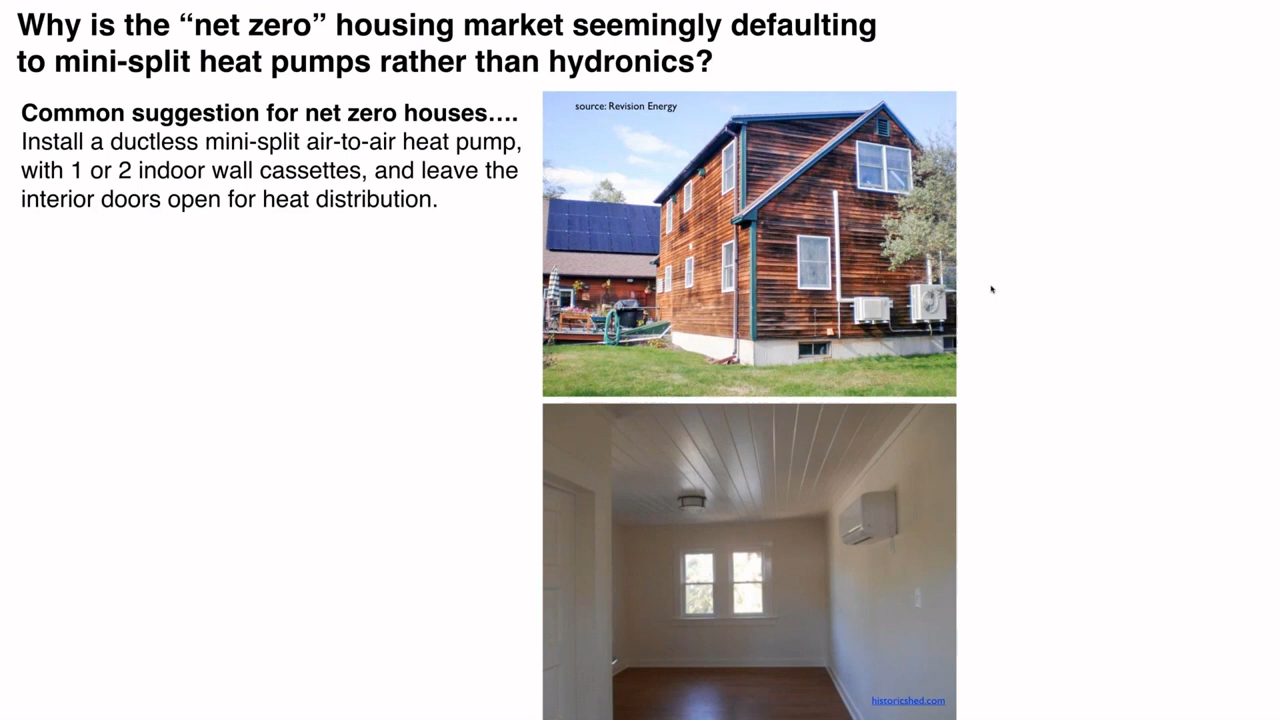 Why is the “net zero” housing market seemingly defaulting
to mini-split heat pumps rather than hydronics?
Common suggestion for net zero houses….
Install a ductless mini-split air-to-air heat pump,
with 1 or 2 indoor wall cassettes, and leave the
interior doors open for heat distribution.
source: Revision Energy
historicshed.com